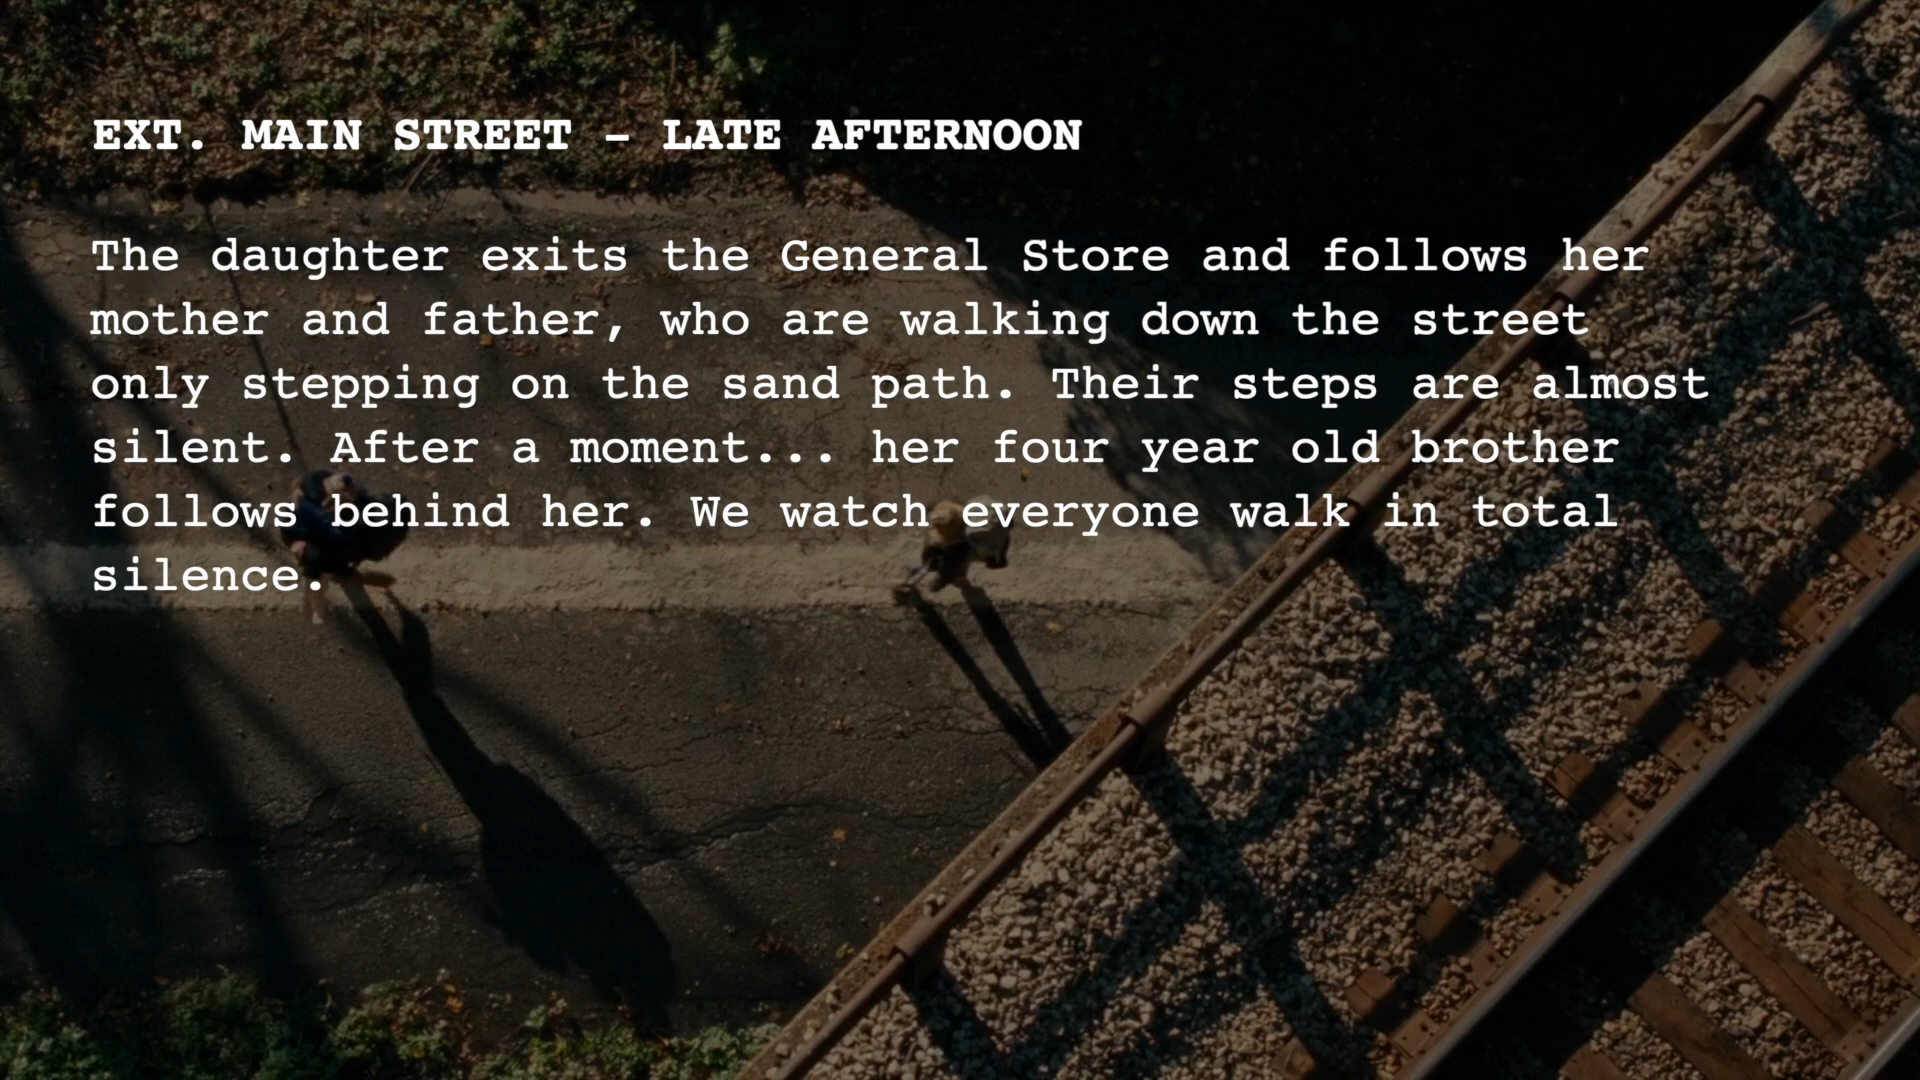 EXT. MAIN STREET – LATE AFTERNOON
The daughter exits the General Store and follows her
mother and father, who are walking down the street
only stepping on the sand path. Their steps are almost
silent. After a moment... her four year old brother
follows behind her. We watch everyone walk in total
silence.